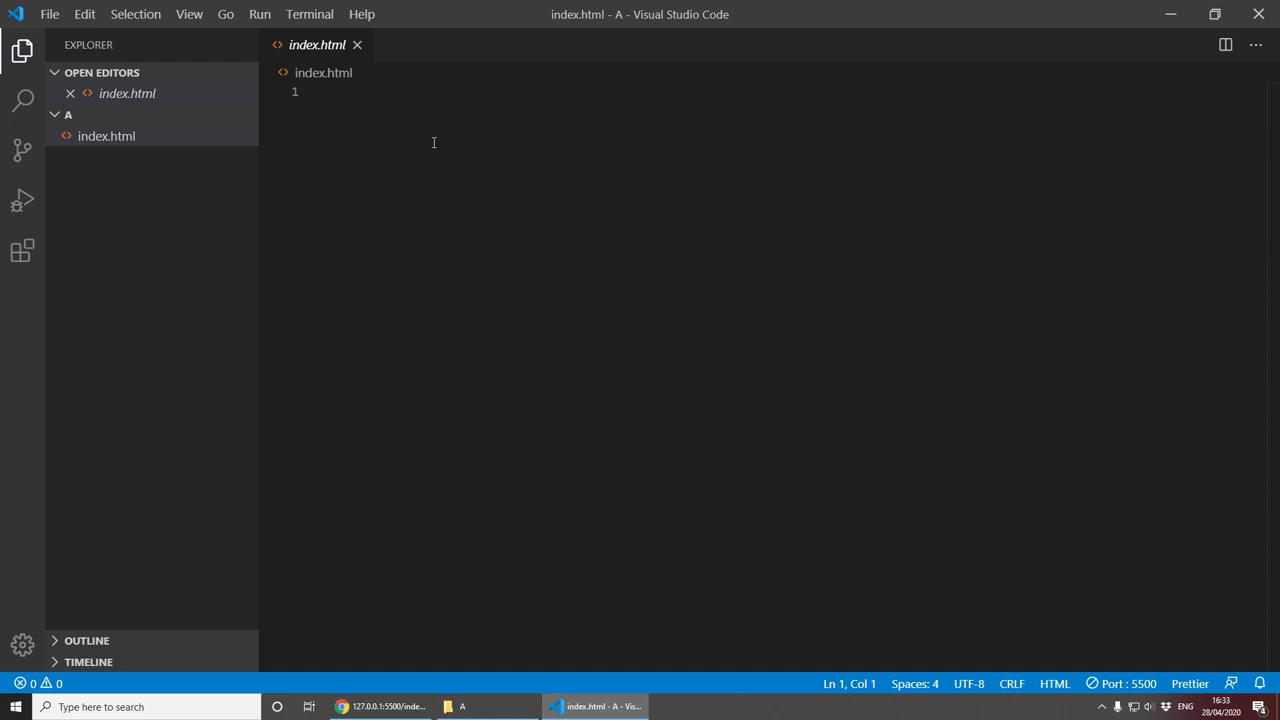 File Edit Selection View Go Run Terminal Help index.html - A - Visual Studio Code
EXPLORER
index.html
OPEN EDITORS
index.html
index.html
1
A
index.html
OUTLINE
TIMELINE
0 0 Ln 1, Col 1 Spaces: 4 UTF-8 CRLF HTML Port : 5500 Prettier
Type here to search 127.0.0.1:5500/inde... A index.html - A - Vis... ENG 16:33
28/04/2020